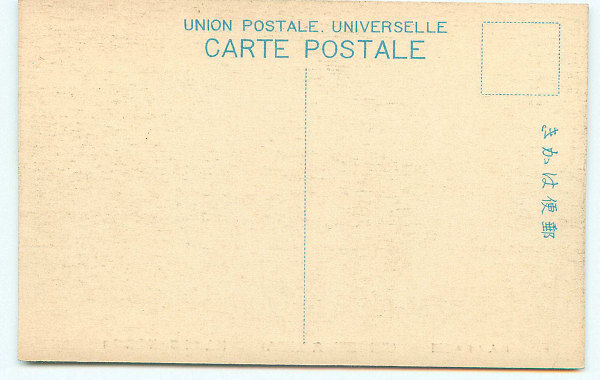 UNION POSTALE. UNIVERSELLE
CARTE POSTALE
きかは便郵